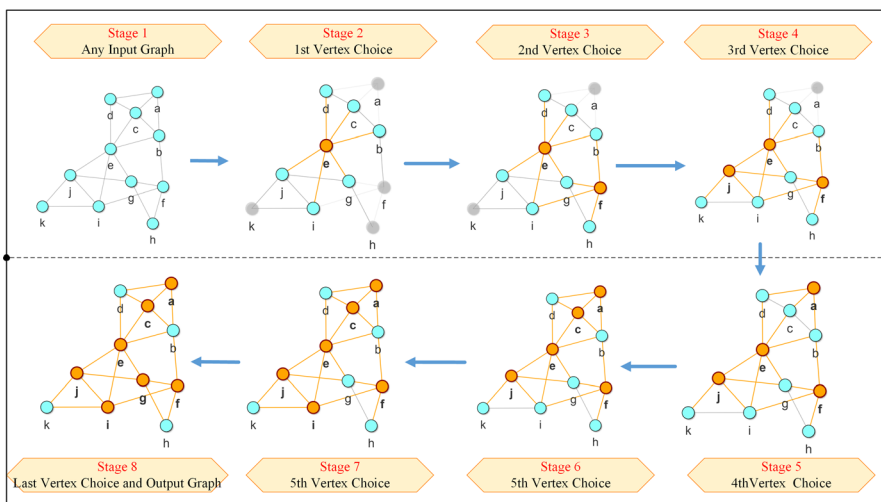 Stage 1
Any Input Graph
Stage 2
1st Vertex Choice
Stage 3
2nd Vertex Choice
Stage 4
3rd Vertex Choice
a
d
c
b
e
j
g
f
k
i
h
a
d
c
b
e
j
g
f
k
i
h
a
d
c
b
e
j
g
f
k
i
h
a
d
c
b
e
j
g
f
k
i
h
a
d
c
b
e
j
g
f
k
i
h
a
d
c
b
e
j
g
f
k
i
h
a
d
c
b
e
j
g
f
k
i
h
a
d
c
b
e
j
g
f
k
i
h
Stage 8
Last Vertex Choice and Output Graph
Stage 7
5th Vertex Choice
Stage 6
5th Vertex Choice
Stage 5
4thVertex Choice